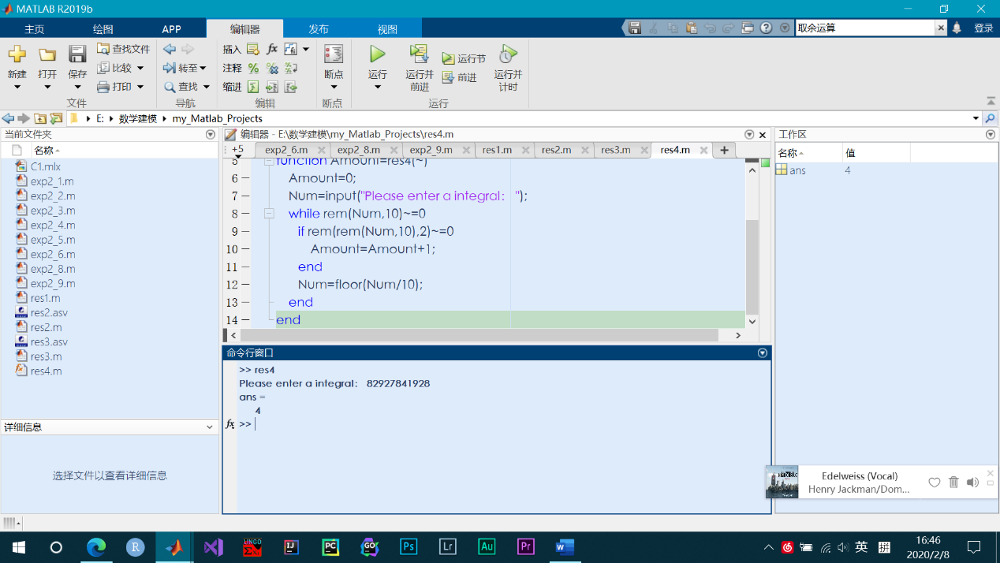 MATLAB R2019b
主页 绘图 APP 编辑器 发布 视图 取余运算 登录
新建 打开 保存 查找文件 比较 打印 转至 查找 插入 fx 注释 缩进 断点 运行 运行并前进 运行节 前进 运行并计时
文件 导航 编辑 断点 运行
E: 数学建模 my_Matlab_Projects
当前文件夹
名称
C1.mlx
exp2_1.m
exp2_2.m
exp2_3.m
exp2_4.m
exp2_5.m
exp2_6.m
exp2_8.m
exp2_9.m
res1.m
res2.asv
res2.m
res3.asv
res3.m
res4.m
详细信息
选择文件以查看详细信息
编辑器 - E:\数学建模\my_Matlab_Projects\res4.m
+5 exp2_6.m exp2_8.m exp2_9.m res1.m res2.m res3.m res4.m
5 function Amount=res4(~)
6 Amount=0;
7 Num=input("Please enter a integral： ");
8 while rem(Num,10)~=0
9 if rem(rem(Num,10),2)~=0
10 Amount=Amount+1;
11 end
12 Num=floor(Num/10);
13 end
14 end
命令行窗口
>> res4
Please enter a integral： 82927841928
ans =
4
fx >>
工作区
名称 值
ans 4
Edelweiss (Vocal)
Henry Jackman/Dom...
R LINGO IJ PC GO Ps Lr Au Pr W 英 拼
16:46
2020/2/8